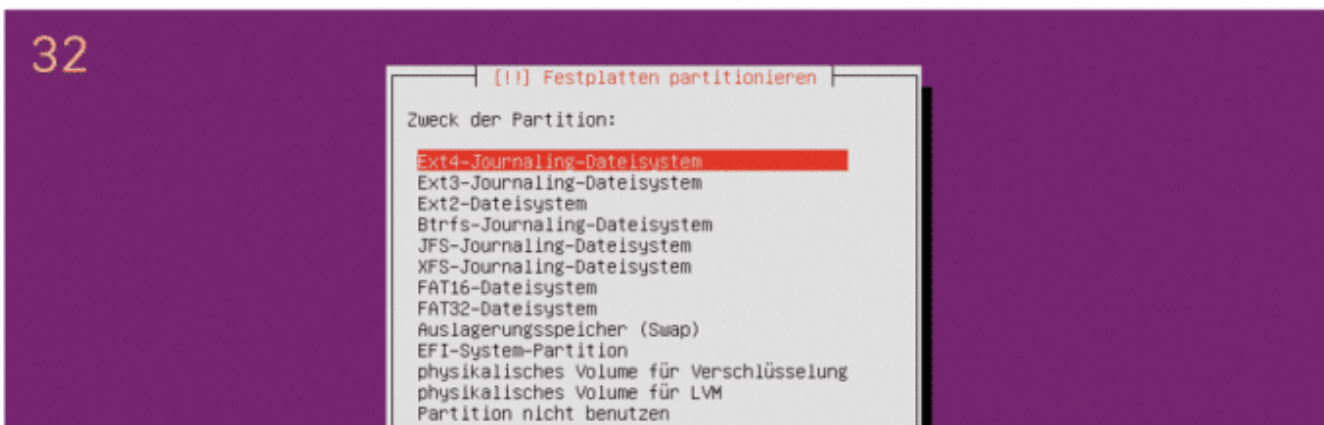 32
[!!] Festplatten partitionieren
Zweck der Partition:
Ext4-Journaling-Dateisystem
Ext3-Journaling-Dateisystem
Ext2-Dateisystem
Btrfs-Journaling-Dateisystem
JFS-Journaling-Dateisystem
XFS-Journaling-Dateisystem
FAT16-Dateisystem
FAT32-Dateisystem
Auslagerungsspeicher (Swap)
EFI-System-Partition
physikalisches Volume für Verschlüsselung
physikalisches Volume für LVM
Partition nicht benutzen